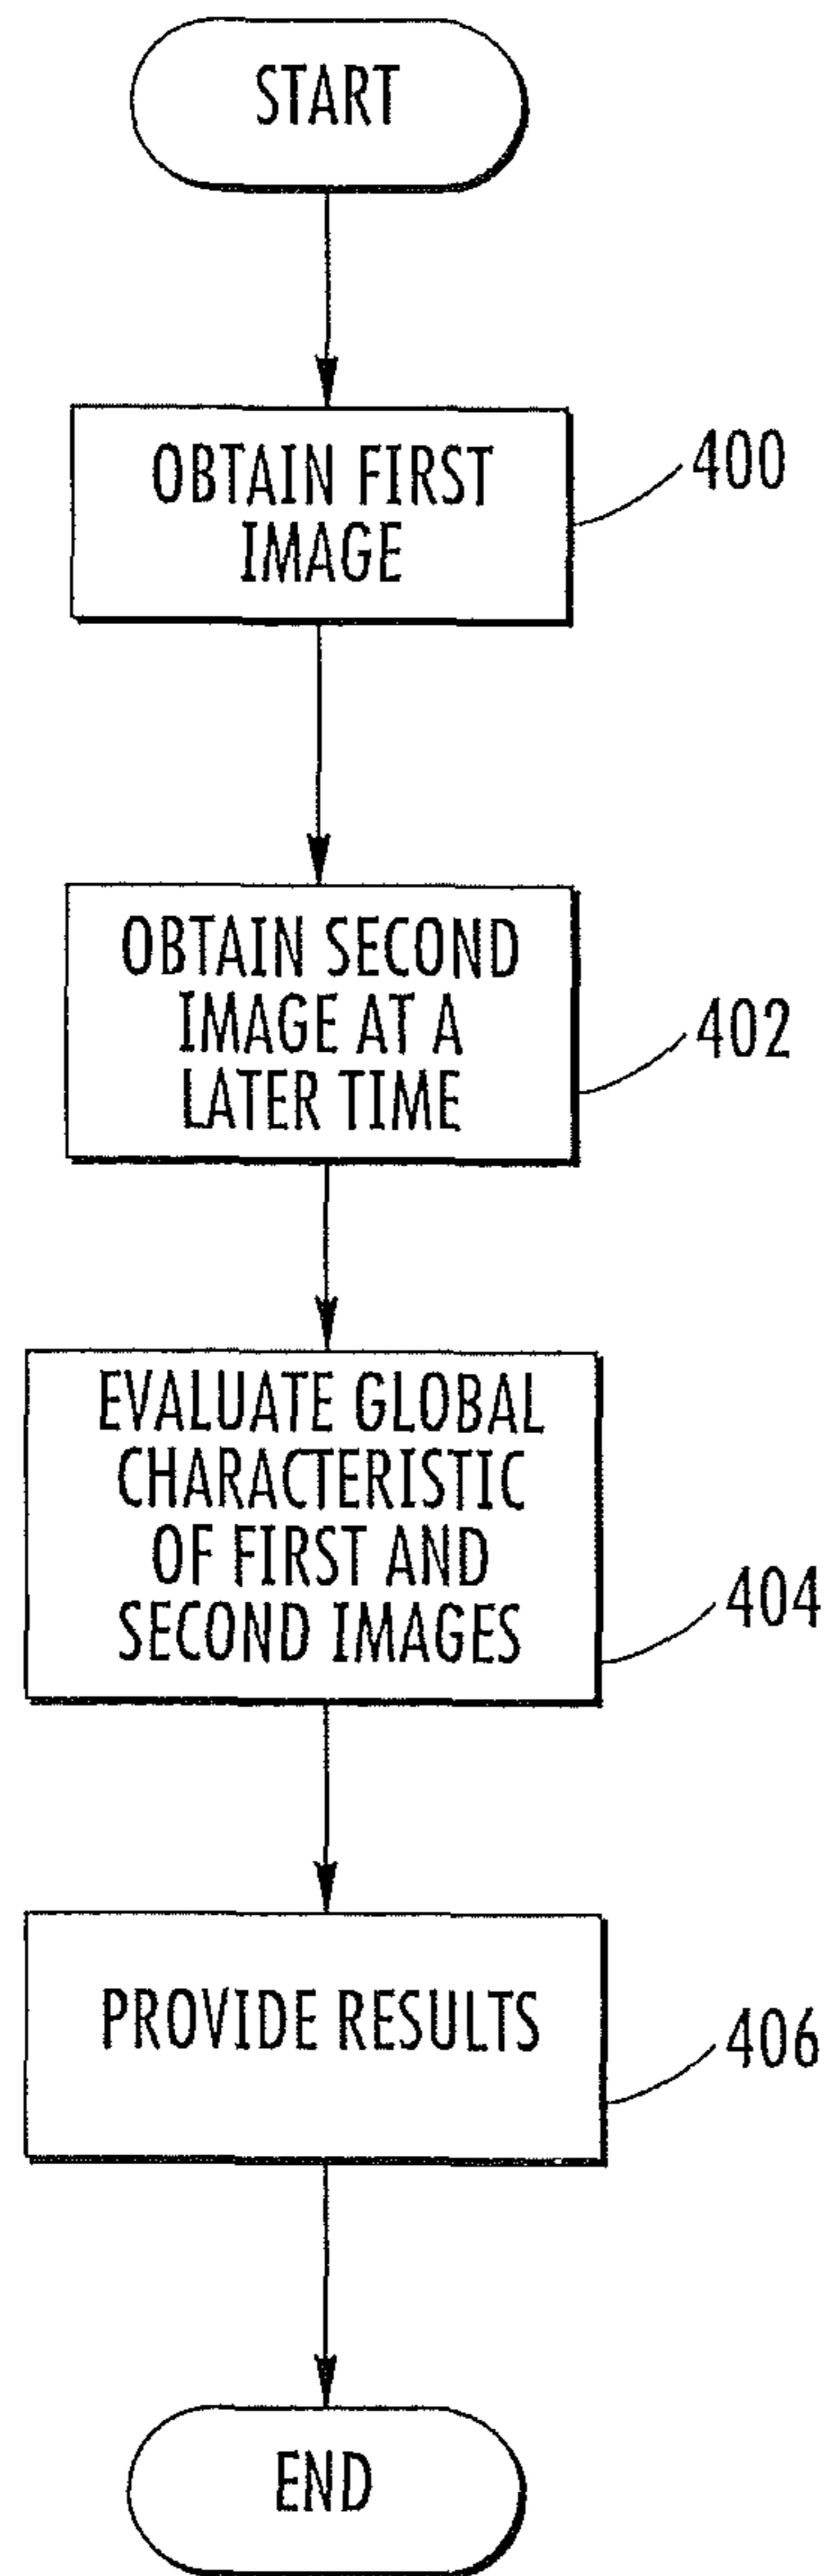 START
OBTAIN FIRST
IMAGE
400
OBTAIN SECOND
IMAGE AT A
LATER TIME
402
EVALUATE GLOBAL
CHARACTERISTIC
OF FIRST AND
SECOND IMAGES
404
PROVIDE RESULTS
406
END